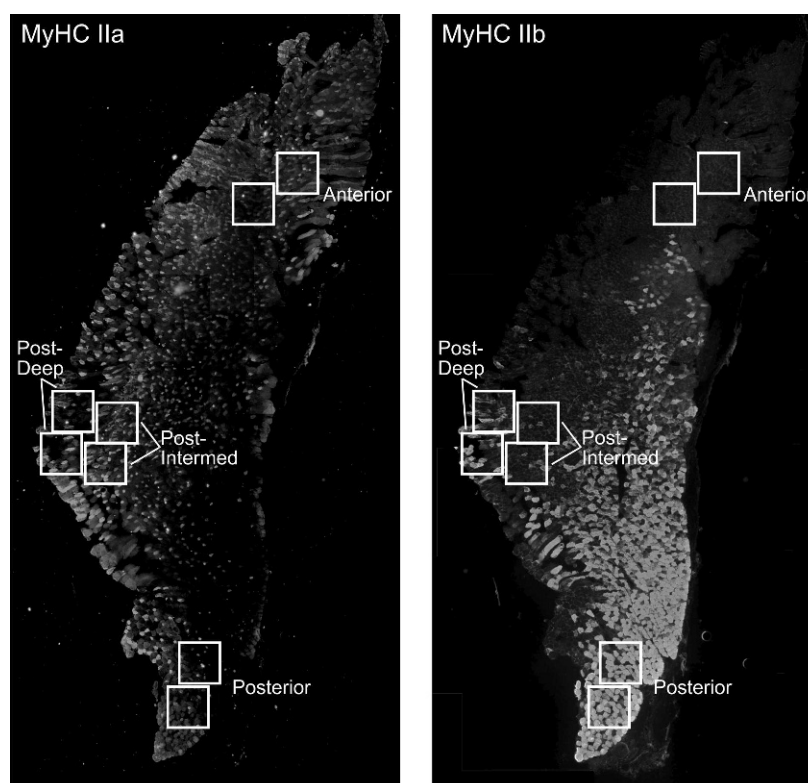 MyHC IIa
Anterior
Post-
Deep
Post-
Intermed
Posterior
MyHC IIb
Anterior
Post-
Deep
Post-
Intermed
Posterior